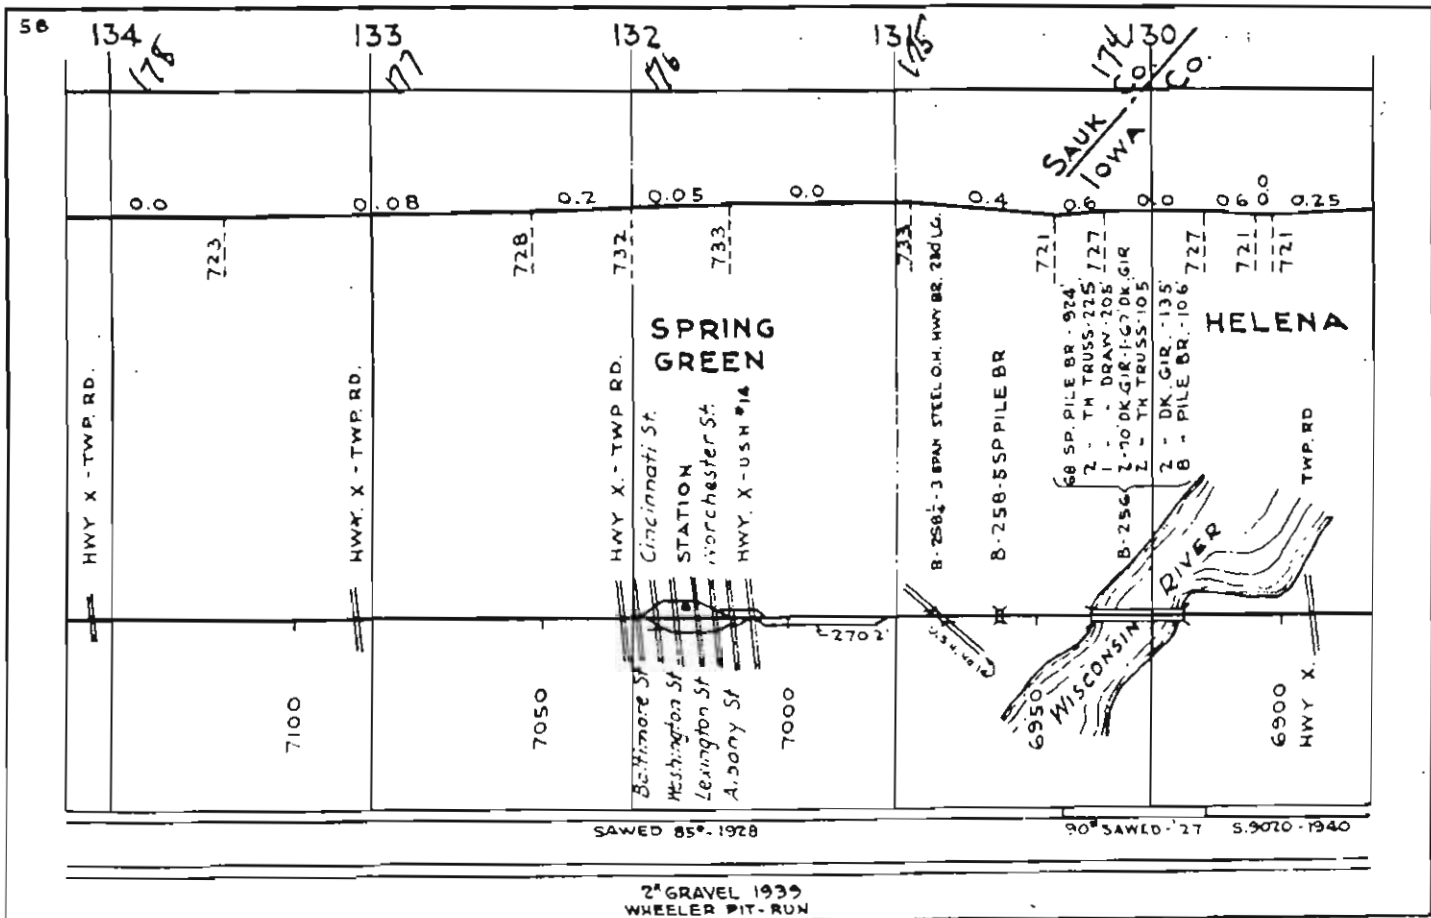 58
134 133 132 131 130
178 177 176 175 174
CO. CO.
SAUK
IOWA
0.0 0.08 0.2 0.05 0.0 0.4 0.6 0.0 0.6 0.0 0.25
723 728 732 733 733 721 727 727 721 721
SPRING
GREEN
HELENA
HWY X - TWP. RD.
HWY. X - TWP. RD.
HWY X. - TWP RD.
Cincinnati St.
STATION
Worchester St.
HWY. X - USH #14
B-258½ - 3 SPAN STEEL O.H. HWY BR. 230' LG.
B-258-5 SP PILE BR
B-256
68 SP. PILE BR - 924'
2 - TH TRUSS - 225'
1 - DRAW - 205'
2-70' DK GIR-1-67' DK. GIR
2 - TH TRUSS - 105
2 - DK. GIR. - 135'
8 - PILE BR. - 106'
TWP. RD
HWY X.
WISCONSIN RIVER
2702'
Baltimore St
Washington St
Lexington St
Albany St
7100 7050 7000 6950 6900
SAWED 85# - 1928
90# SAWED - '27
S. 9020 - 1940
2" GRAVEL 1939
WHEELER PIT - RUN